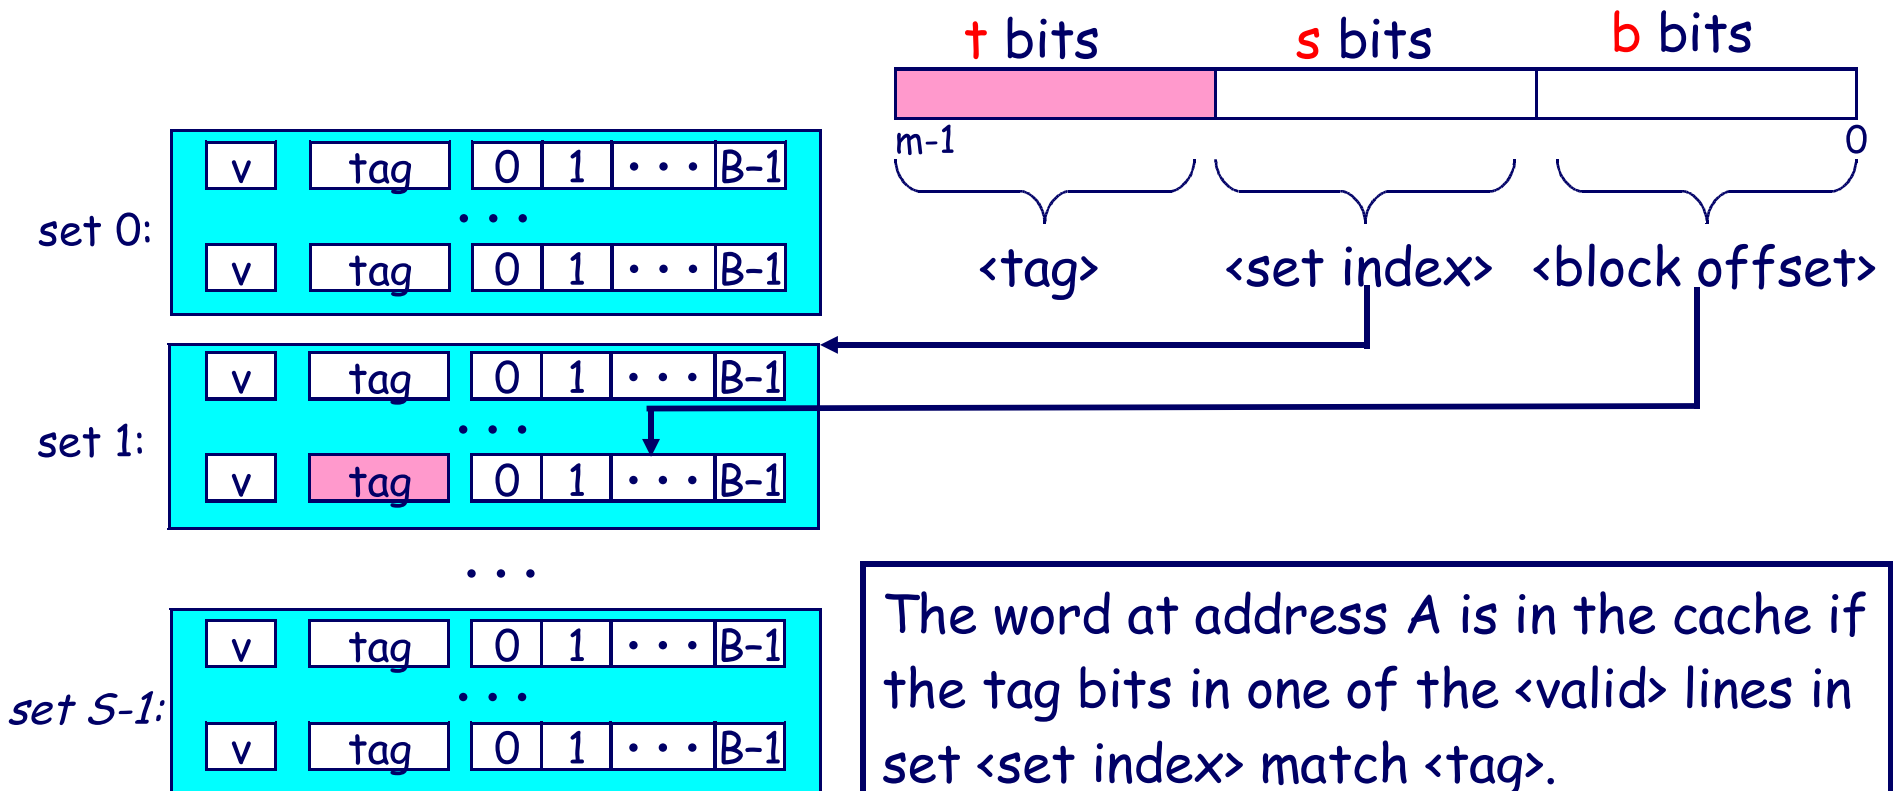 t bits s bits b bits
m-1 0
<tag> <set index> <block offset>
set 0:
v tag 0 1 • • • B-1
• • •
v tag 0 1 • • • B-1
set 1:
v tag 0 1 • • • B-1
• • •
v tag 0 1 • • • B-1
• • •
set S-1:
v tag 0 1 • • • B-1
• • •
v tag 0 1 • • • B-1
The word at address A is in the cache if
the tag bits in one of the <valid> lines in
set <set index> match <tag>.